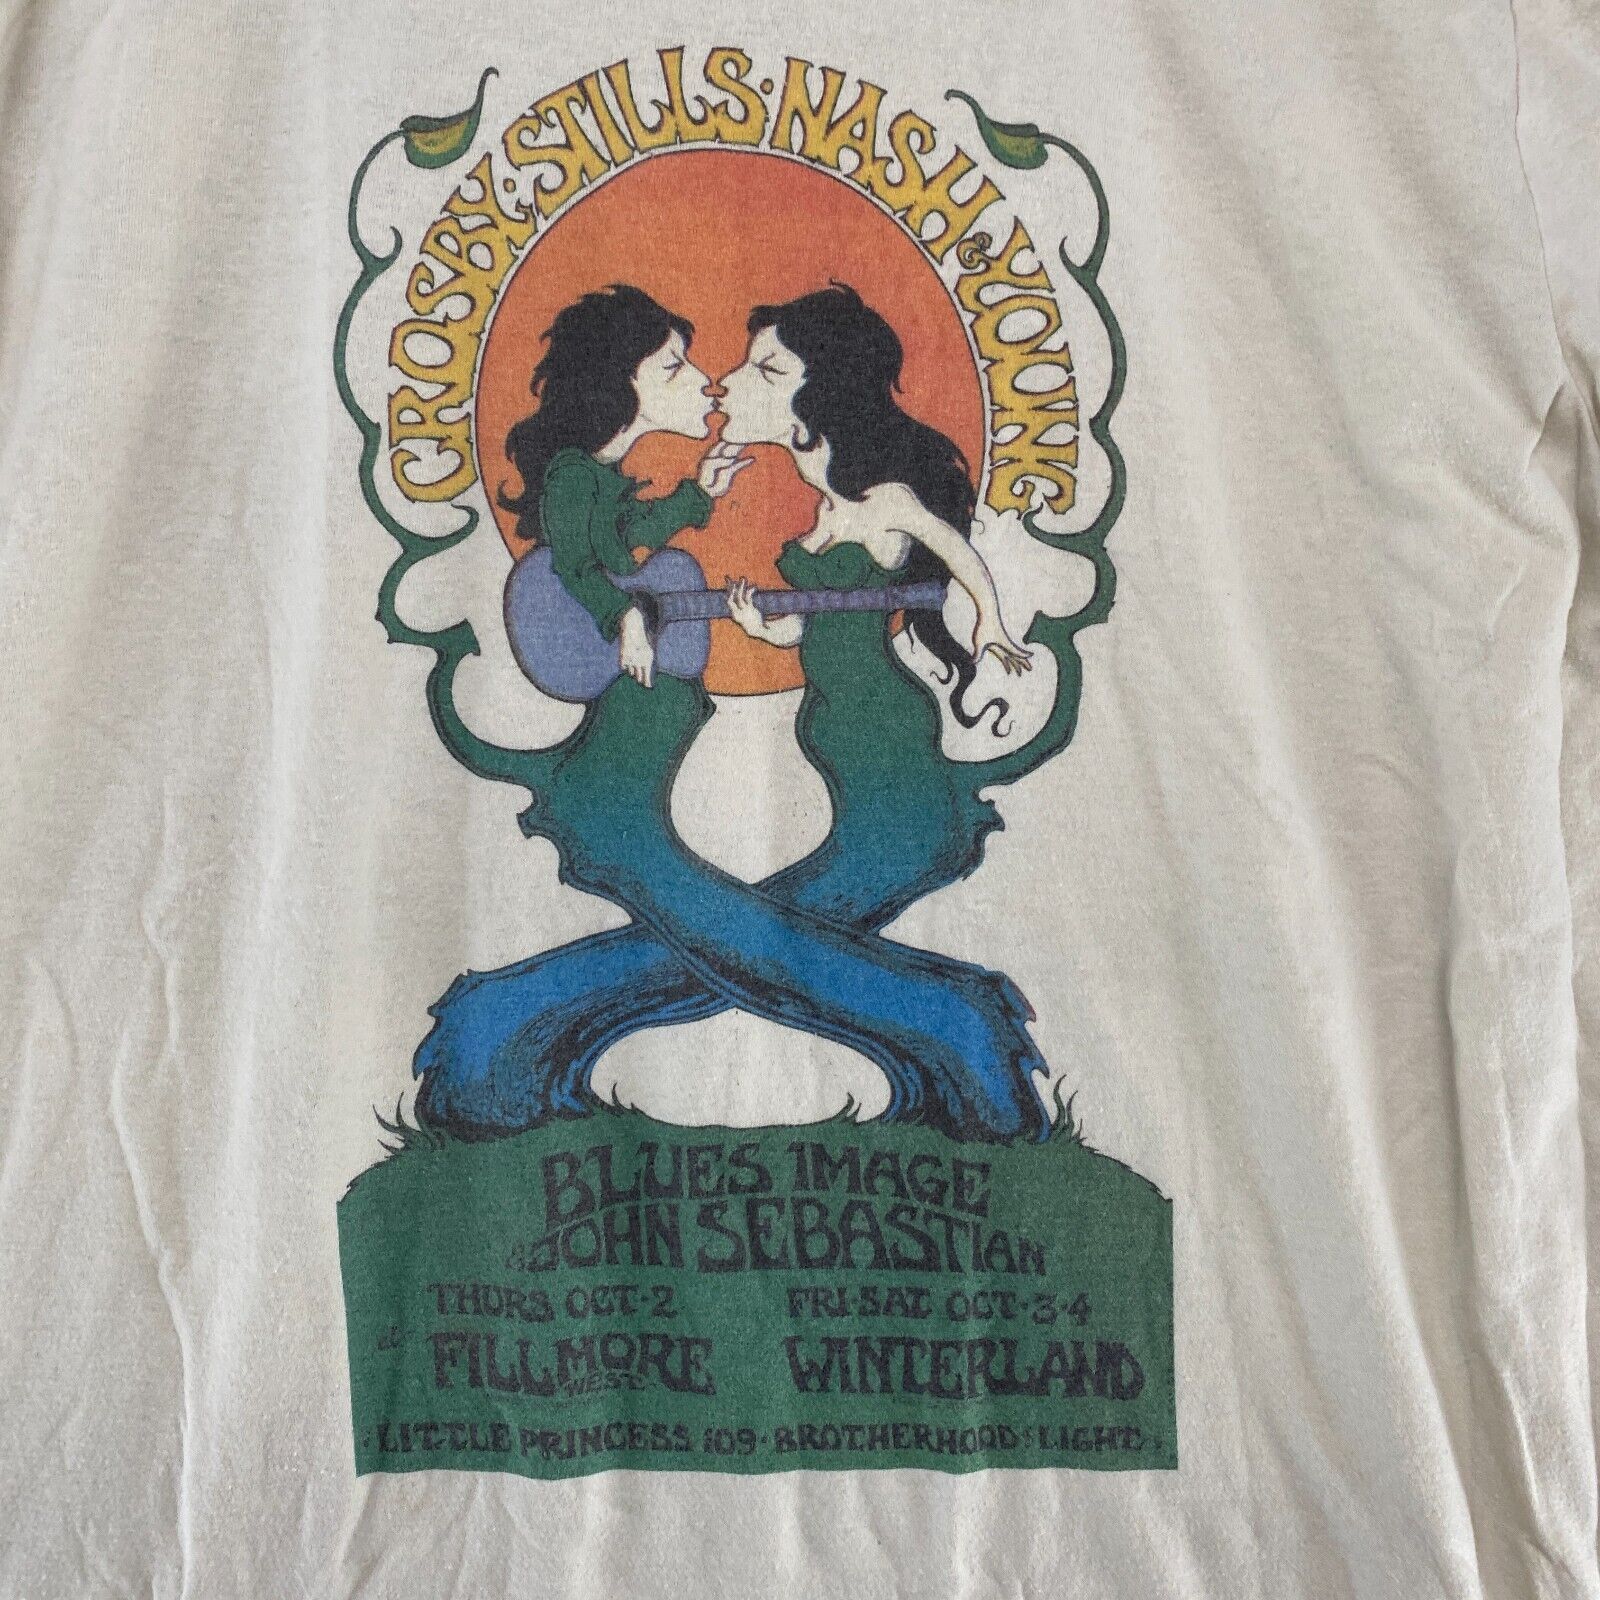 CROSBY·STILLS·NASH & YOUNG
BLUES IMAGE
& JOHN SEBASTIAN
THURS OCT·2 FRI·SAT OCT·3·4
FILLMORE WINTERLAND
WEST
LITTLE PRINCESS 109·BROTHERHOOD OF LIGHT